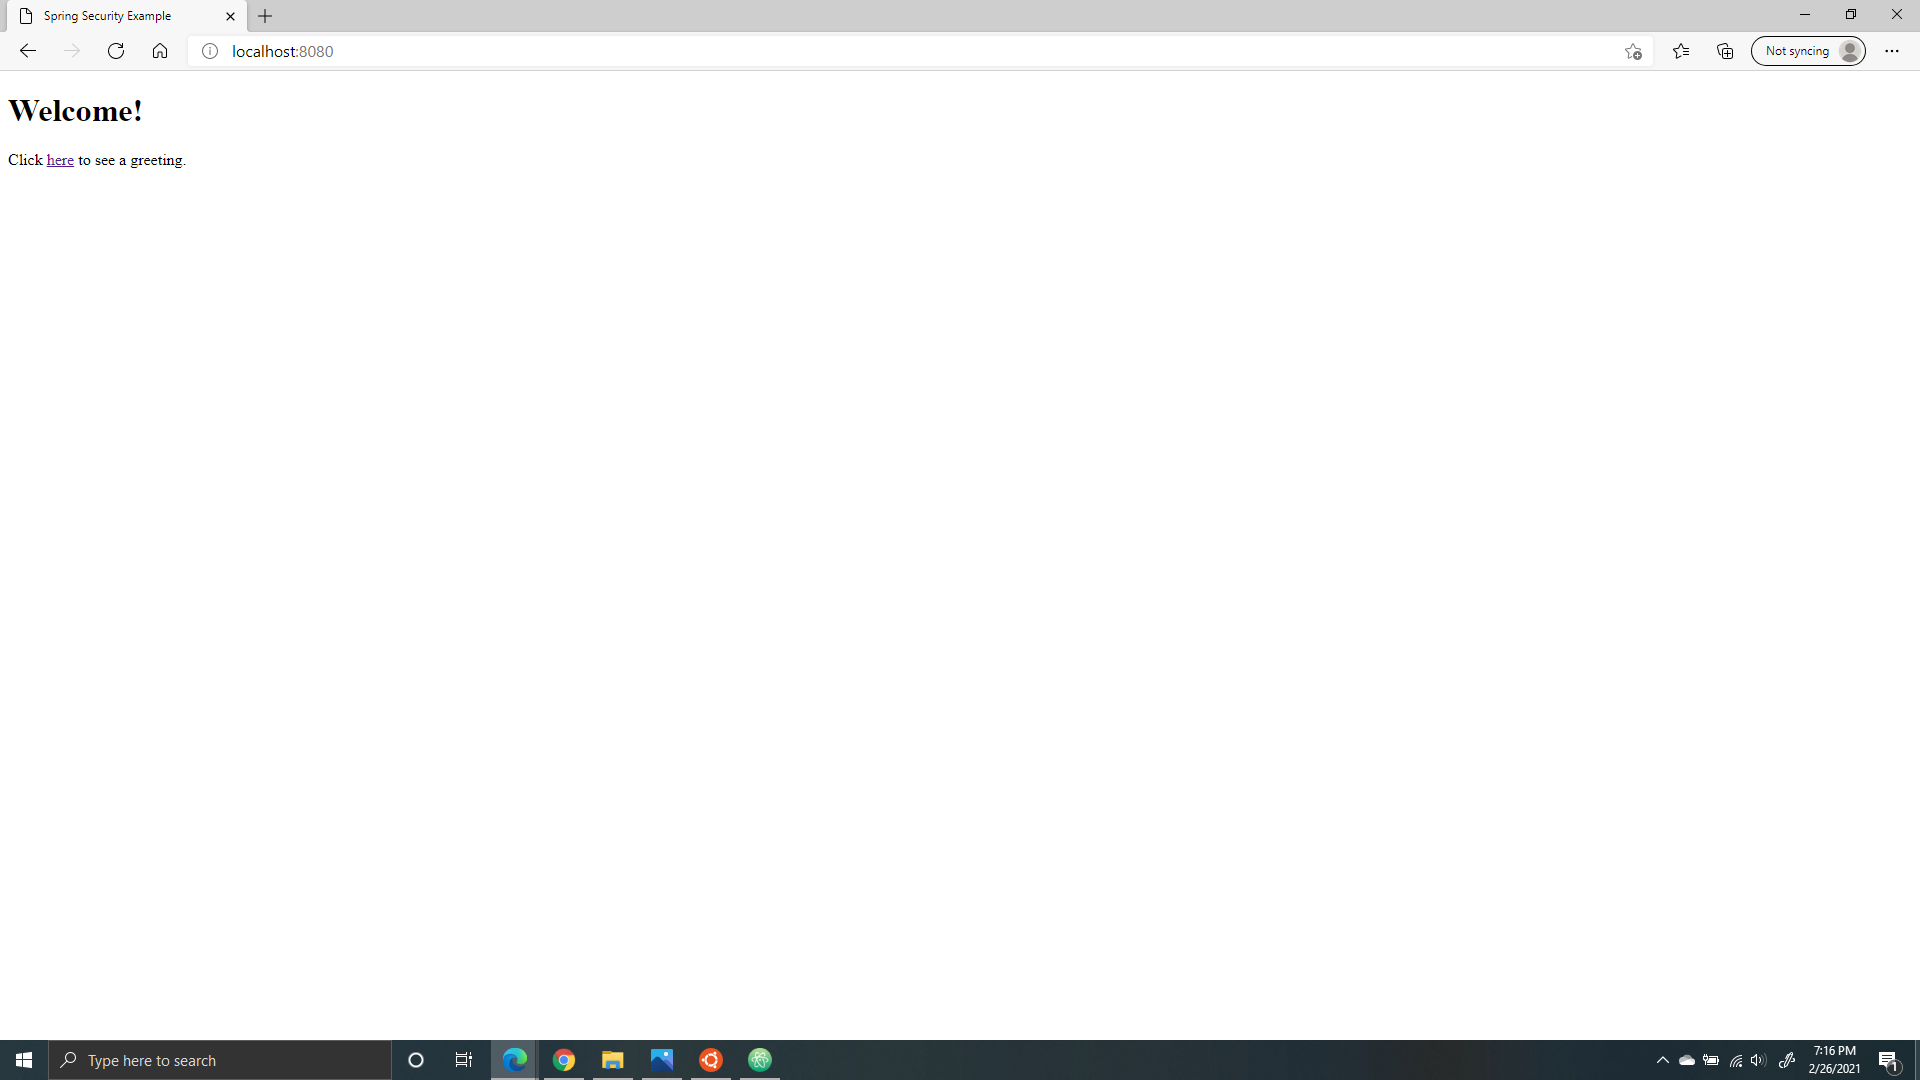 Spring Security Example
localhost:8080
Not syncing
Welcome!
Click here to see a greeting.
Type here to search
7:16 PM
2/26/2021
1